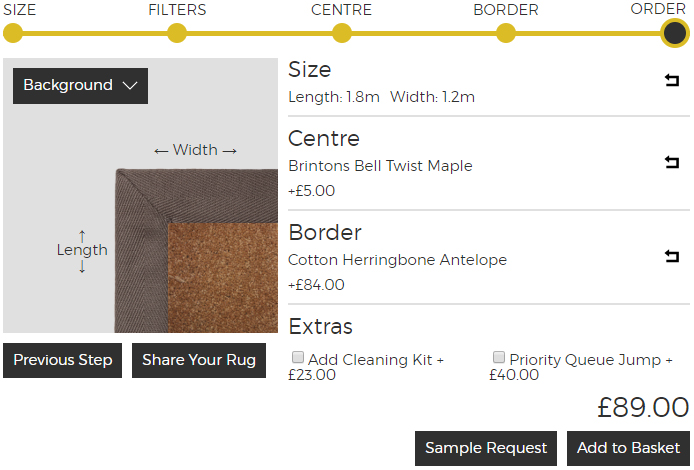 SIZE FILTERS CENTRE BORDER ORDER
Background
← Width →
↑
Length
↓
Previous Step Share Your Rug
Size
Length: 1.8m Width: 1.2m
Centre
Brintons Bell Twist Maple
+£5.00
Border
Cotton Herringbone Antelope
+£84.00
Extras
Add Cleaning Kit +
£23.00
Priority Queue Jump +
£40.00
£89.00
Sample Request Add to Basket